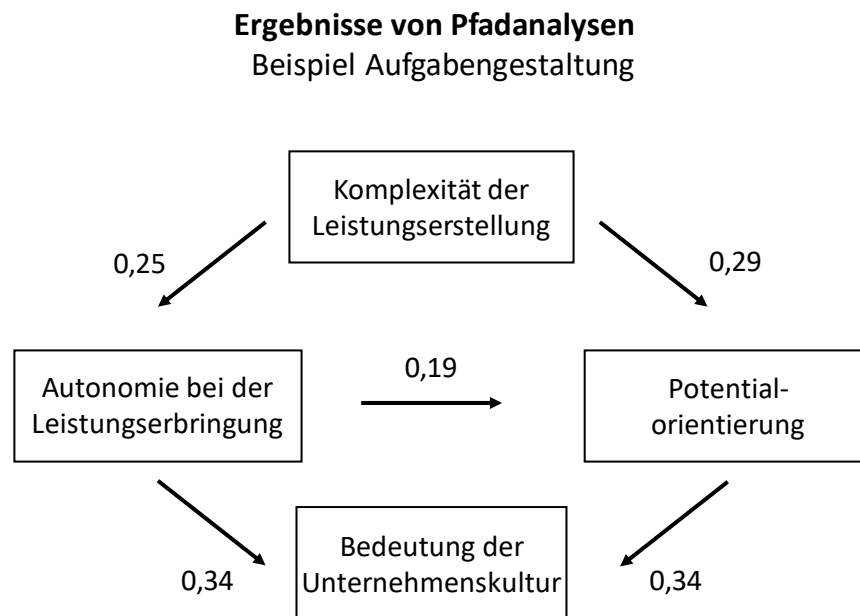 Ergebnisse von Pfadanalysen
Beispiel Aufgabengestaltung
Komplexität der
Leistungserstellung
0,25
0,29
Autonomie bei der
Leistungserbringung
0,19
Potential-
orientierung
Bedeutung der
Unternehmenskultur
0,34
0,34